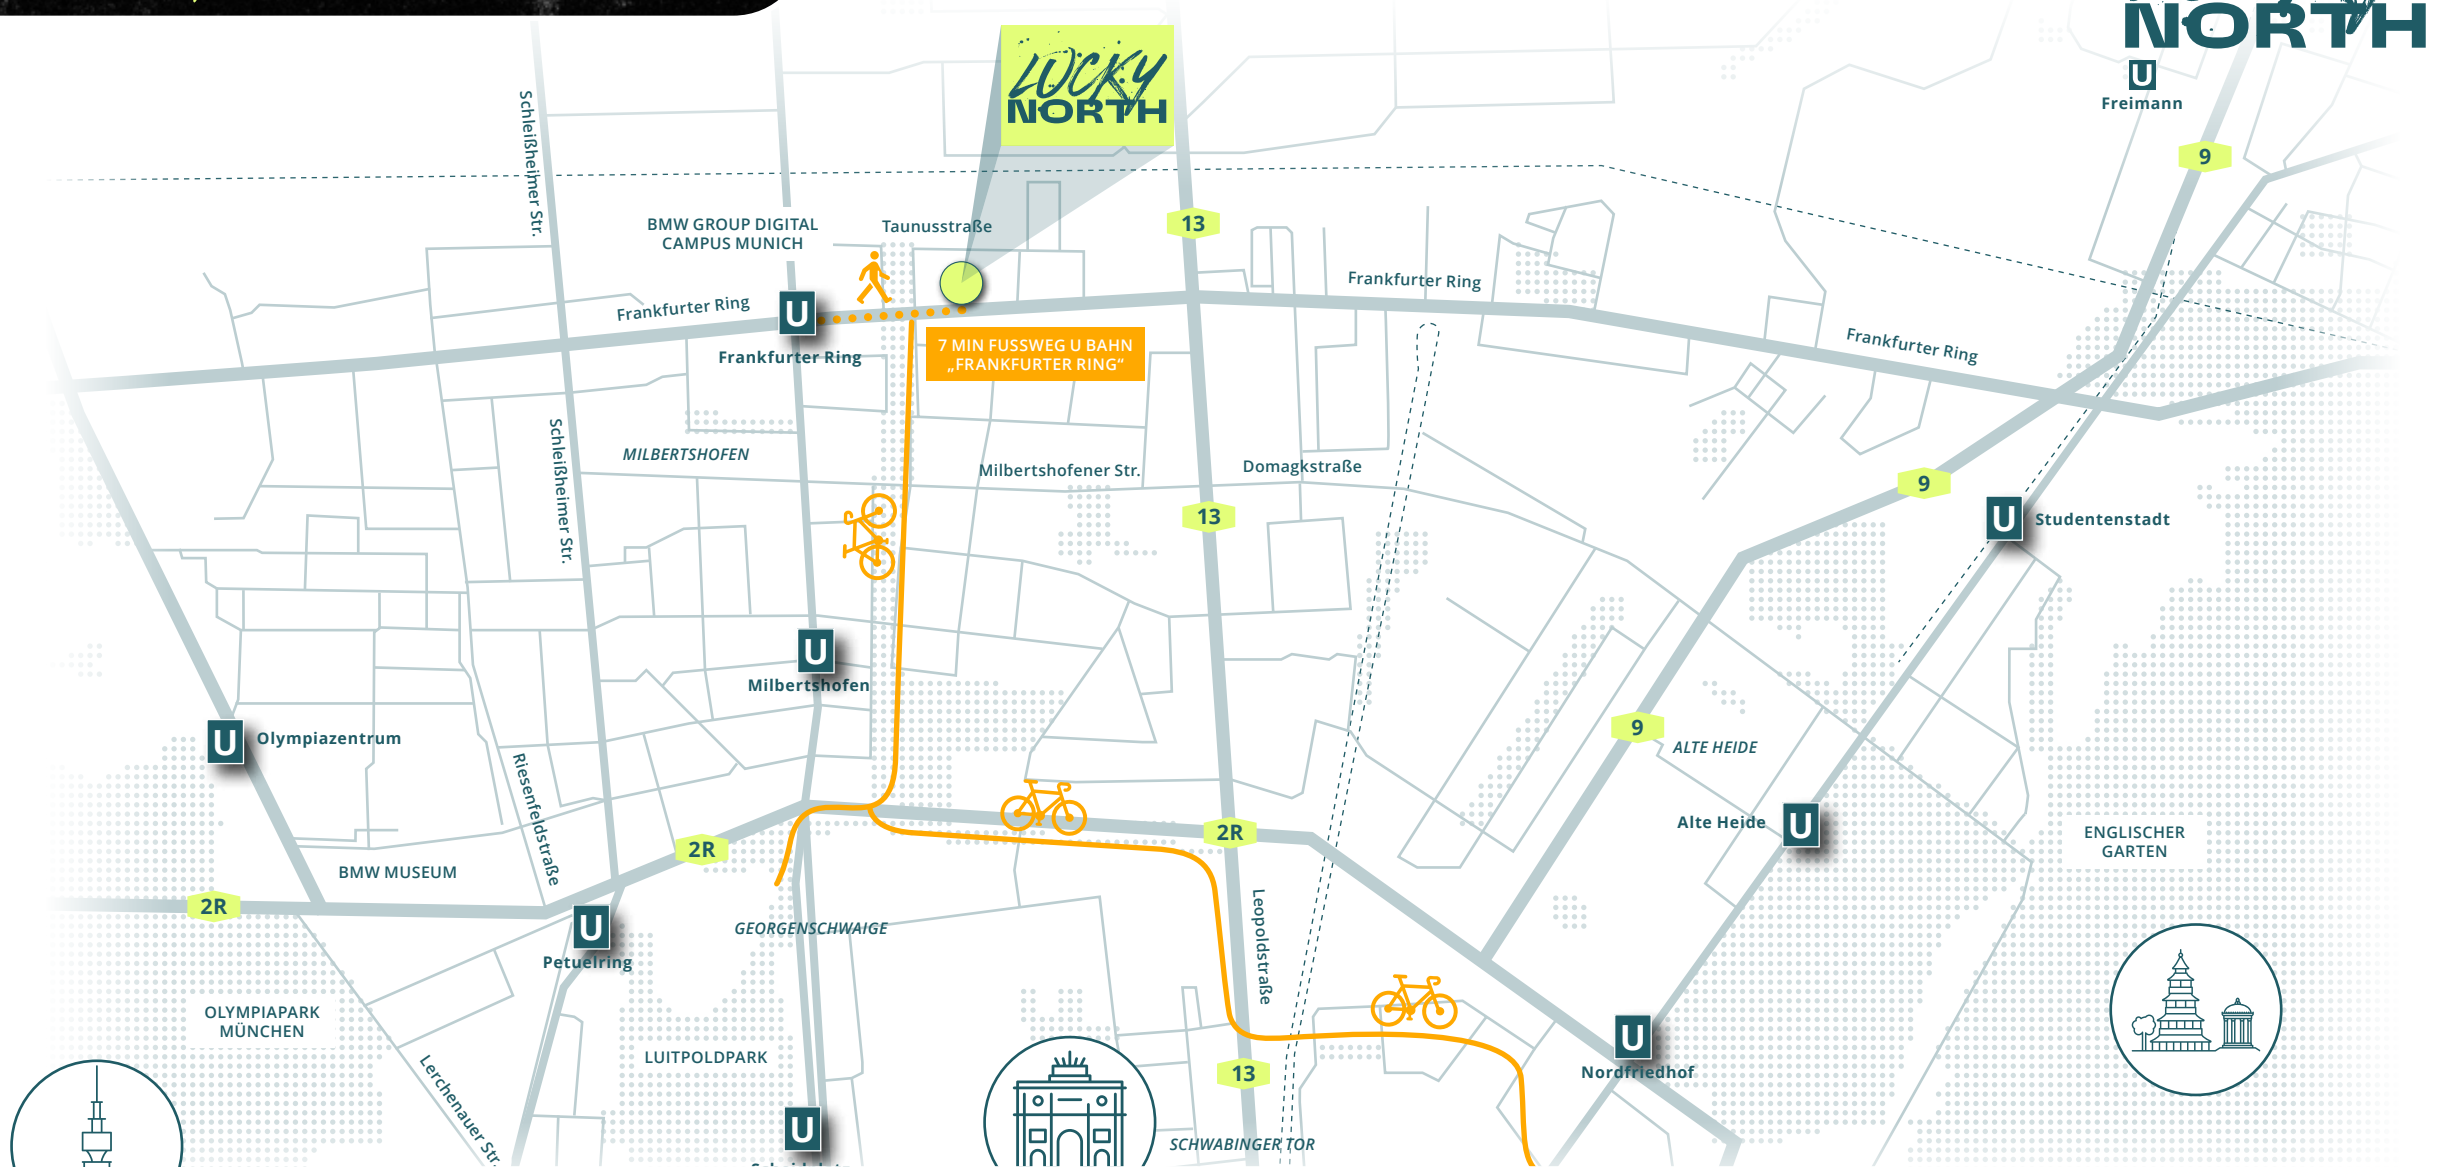 NORTH
U
Freimann
LUCKY
NORTH
9
Schleißheimer Str.
BMW GROUP DIGITAL
CAMPUS MUNICH
Taunusstraße
13
Frankfurter Ring
U
Frankfurter Ring
Frankfurter Ring
Frankfurter Ring
7 MIN FUSSWEG U BAHN
„FRANKFURTER RING“
Schleißheimer Str.
MILBERTSHOFEN
Milbertshofener Str.
Domagkstraße
13
9
U
Studentenstadt
U
Milbertshofen
U
Olympiazentrum
9
ALTE HEIDE
Riesenfeldstraße
2R
2R
Alte Heide
U
ENGLISCHER
GARTEN
BMW MUSEUM
2R
U
Petuelring
GEORGENSCHWAIGE
Leopoldstraße
OLYMPIAPARK
MÜNCHEN
Lerchenauer Str.
LUITPOLDPARK
13
U
Nordfriedhof
U
SCHWABINGER TOR